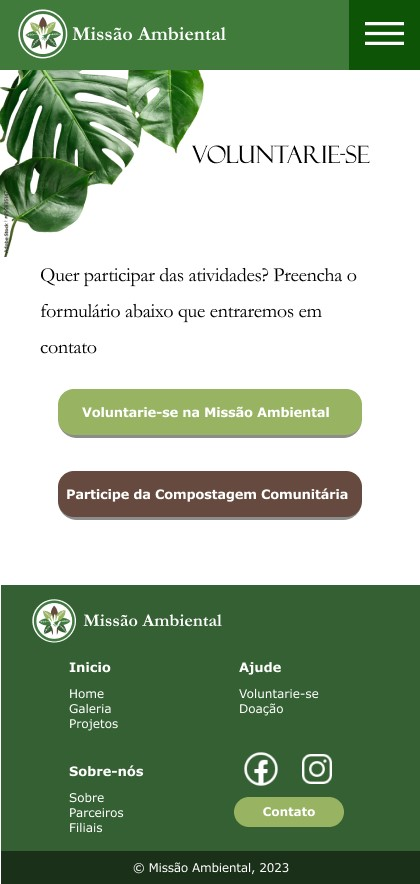 Missão Ambiental
VOLUNTARIE-SE
Quer participar das atividades? Preencha o
formulário abaixo que entraremos em
contato
Voluntarie-se na Missão Ambiental
Participe da Compostagem Comunitária
Missão Ambiental
Inicio
Home
Galeria
Projetos
Ajude
Voluntarie-se
Doação
Sobre-nós
Sobre
Parceiros
Filiais
Contato
© Missão Ambiental, 2023